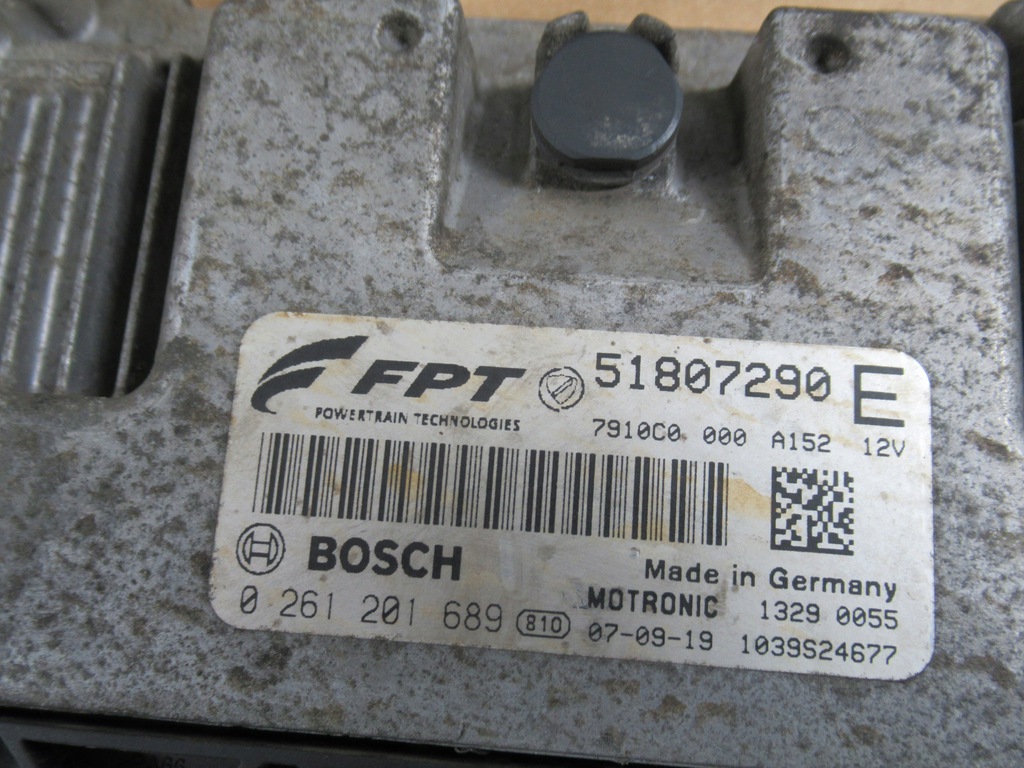 FPT 51807290 E
POWERTRAIN TECHNOLOGIES
7910C0 000 A152 12V
BOSCH
Made in Germany
0 261 201 689 810
MOTRONIC 1329 0055
07-09-19 1039S24677